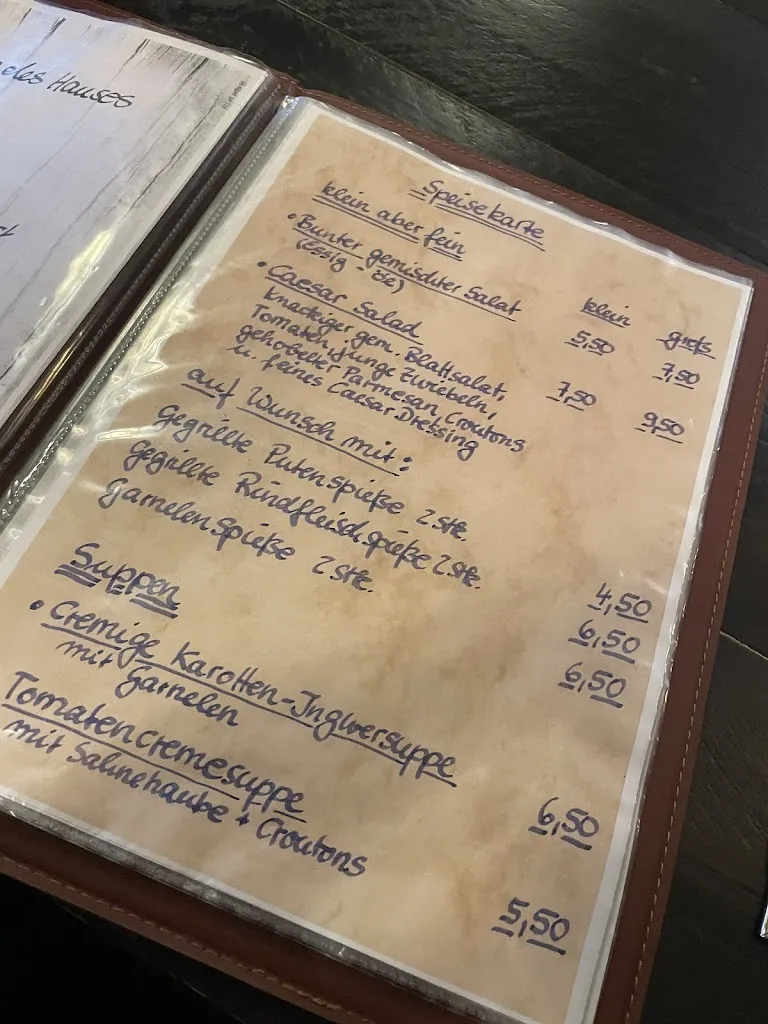 des Hauses
Speisekarte
klein aber fein
klein groß
• Bunter gemischter Salat 5,50 7,50
(Essig - Öl)
• Caesar Salad 7,50 9,50
Knackiger gem. Blattsalat,
Tomaten, junge Zwiebeln,
gehobelter Parmesan Croutons
u. feines Caesar Dressing
auf Wunsch mit:
Gegrillte Putenspieße 2 Stk. 4,50
Gegrillte Rindfleischspieße 2 Stk. 6,50
Garnelenspieße 2 Stk. 6,50
Suppen
• Cremige Karotten-Ingwersuppe 6,50
mit Garnelen
Tomatencremesuppe 5,50
mit Sahnehaube + Croutons